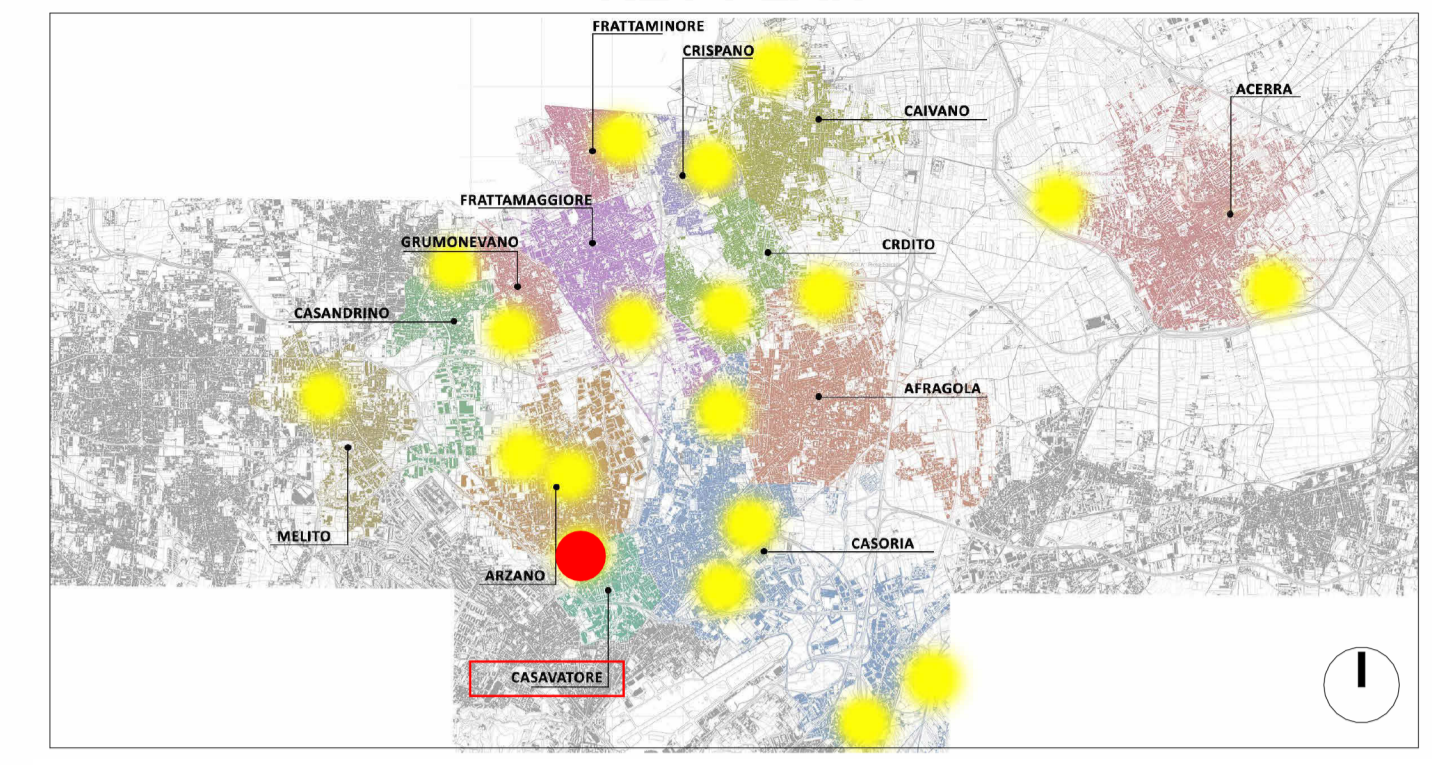 FRATTAMINORE
CRISPANO
ACERRA
CAIVANO
FRATTAMAGGIORE
GRUMONEVANO
CRDITO
CASANDRINO
AFRAGOLA
MELITO
CASORIA
ARZANO
CASAVATORE